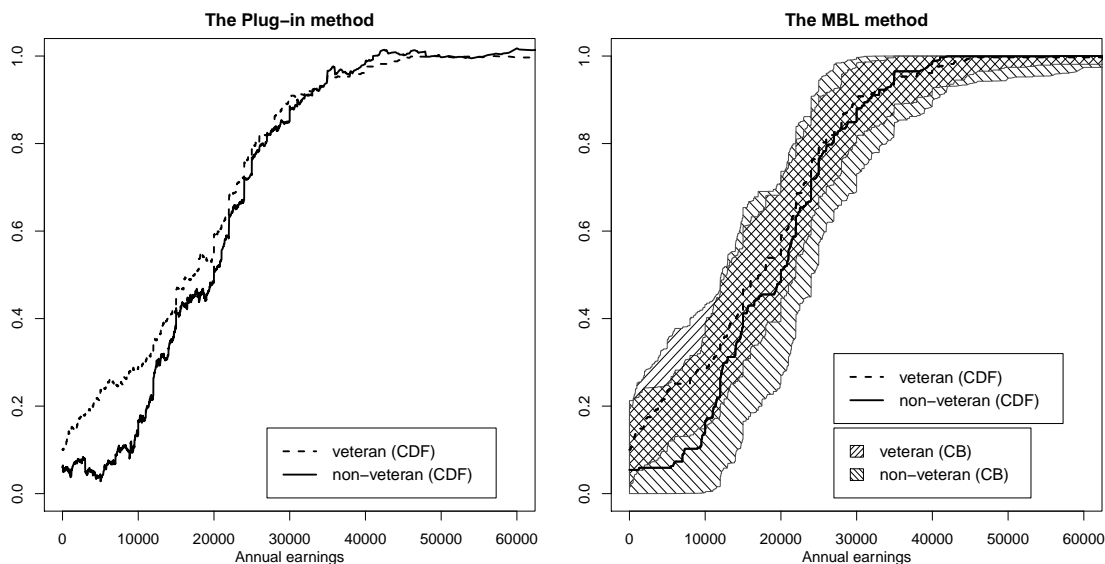 The Plug−in method
1.0
0.8
0.6
0.4
0.2
0.0
veteran (CDF)
non−veteran (CDF)
0 10000 20000 30000 40000 50000 60000
Annual earnings
The MBL method
1.0
0.8
0.6
0.4
0.2
0.0
veteran (CDF)
non−veteran (CDF)
veteran (CB)
non−veteran (CB)
0 10000 20000 30000 40000 50000 60000
Annual earnings